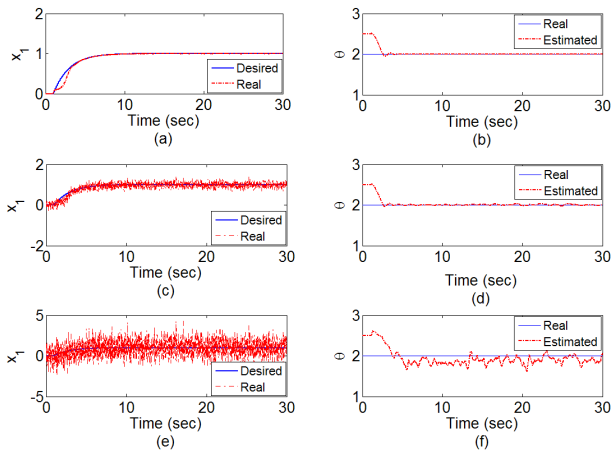 2
x₁
1
0
0 10 20 30
Desired
Real
Time (sec)
(a)
3
θ
2
1
0 10 20 30
Real
Estimated
Time (sec)
(b)
2
x₁
0
-2
0 10 20 30
Desired
Real
Time (sec)
(c)
3
θ
2
1
0 10 20 30
Real
Estimated
Time (sec)
(d)
5
x₁
0
-5
0 10 20 30
Desired
Real
Time (sec)
(e)
3
θ
2
1
0 10 20 30
Real
Estimated
Time (sec)
(f)